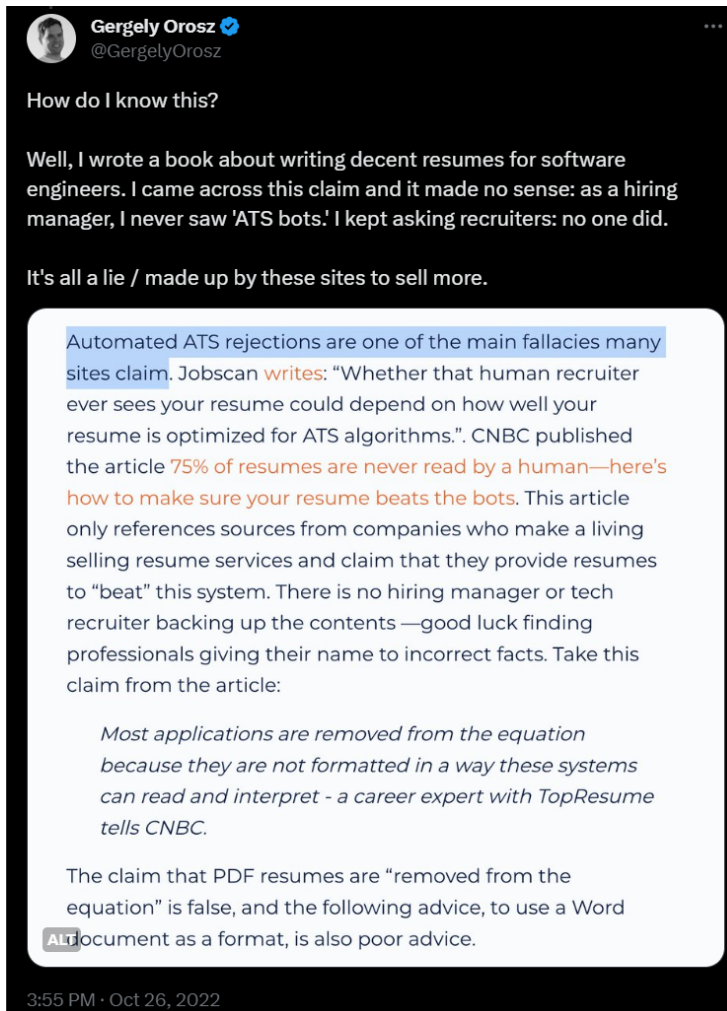 Gergely Orosz
@GergelyOrosz
How do I know this?
Well, I wrote a book about writing decent resumes for software
engineers. I came across this claim and it made no sense: as a hiring
manager, I never saw 'ATS bots.' I kept asking recruiters: no one did.
It's all a lie / made up by these sites to sell more.
Automated ATS rejections are one of the main fallacies many
sites claim. Jobscan writes: “Whether that human recruiter
ever sees your resume could depend on how well your
resume is optimized for ATS algorithms.”. CNBC published
the article 75% of resumes are never read by a human—here’s
how to make sure your resume beats the bots. This article
only references sources from companies who make a living
selling resume services and claim that they provide resumes
to “beat” this system. There is no hiring manager or tech
recruiter backing up the contents —good luck finding
professionals giving their name to incorrect facts. Take this
claim from the article:
Most applications are removed from the equation
because they are not formatted in a way these systems
can read and interpret - a career expert with TopResume
tells CNBC.
The claim that PDF resumes are “removed from the
equation” is false, and the following advice, to use a Word
document as a format, is also poor advice.
ALT
3:55 PM · Oct 26, 2022